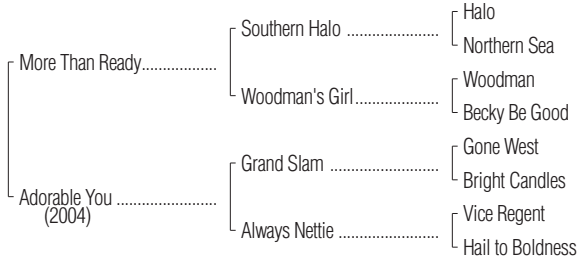 Halo
Southern Halo ..................
Northern Sea
More Than Ready...............
Woodman
Woodman's Girl................
Becky Be Good
Gone West
Grand Slam .....................
Bright Candles
Adorable You ....................
(2004)
Vice Regent
Always Nettie ...................
Hail to Boldness